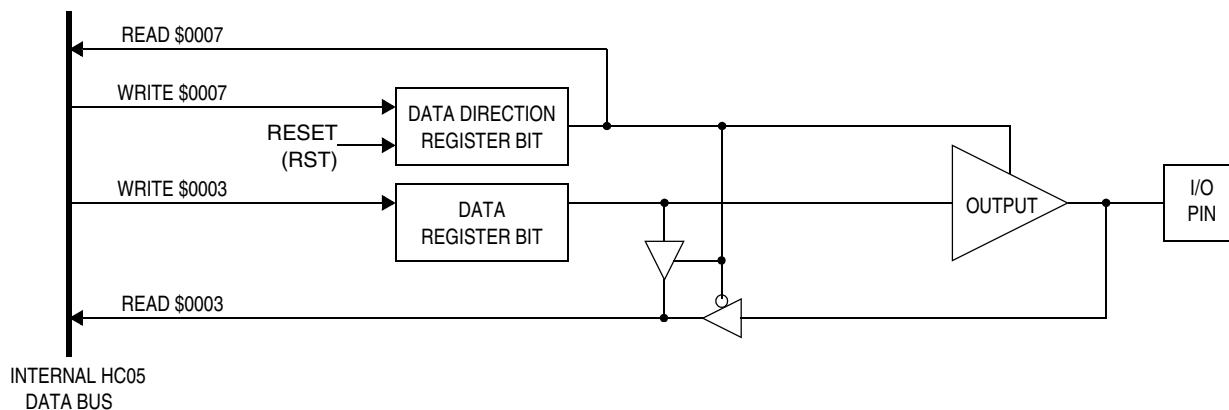 READ $0007
WRITE $0007
RESET
(RST)
DATA DIRECTION
REGISTER BIT
WRITE $0003
DATA
REGISTER BIT
OUTPUT
I/O
PIN
READ $0003
INTERNAL HC05
DATA BUS